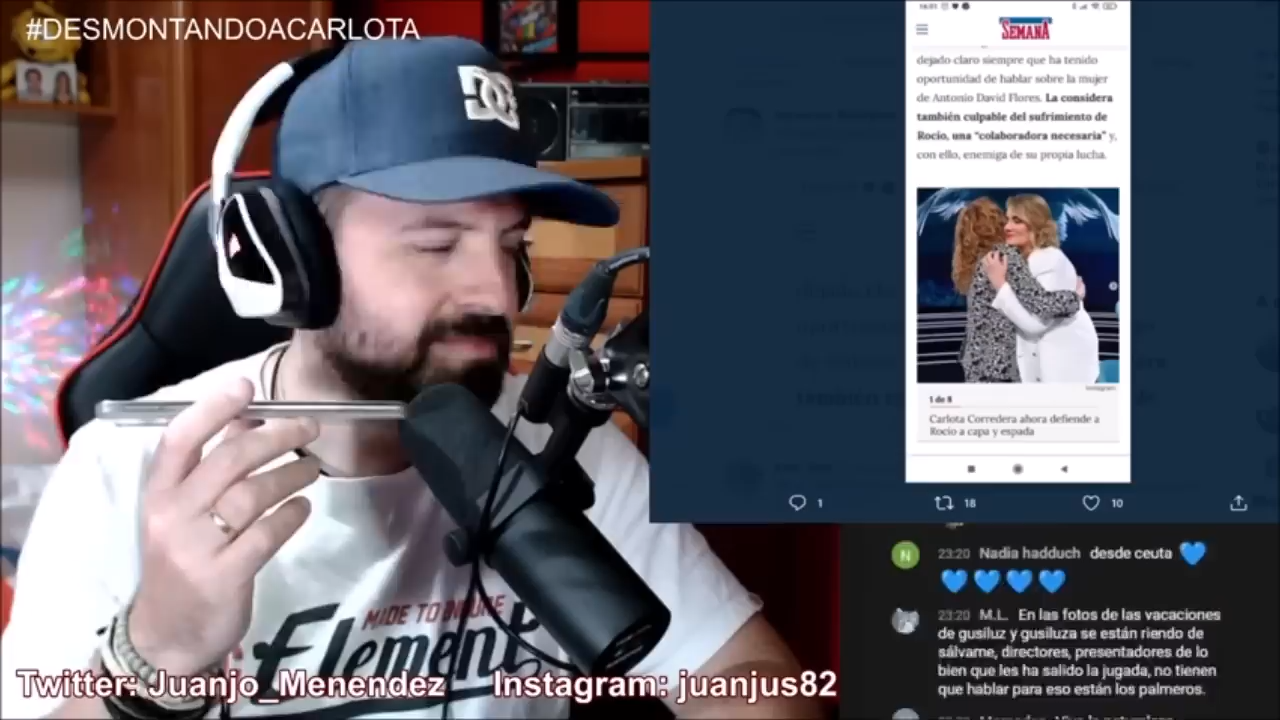 #DESMONTANDOACARLOTA
SEMANA
dejado claro siempre que ha tenido
oportunidad de hablar sobre la mujer
de Antonio David Flores. La considera
también culpable del sufrimiento de
Rocío, una “colaboradora necesaria” y,
con ello, enemiga de su propia lucha.
Instagram
1 de 8
Carlota Corredera ahora defiende a
Rocío a capa y espada
1
18
10
N
23:20 Nadia hadduch desde ceuta
23:20 M.L. En las fotos de las vacaciones
de gusiluz y gusiluza se están riendo de
sálvame, directores, presentadores de lo
bien que les ha salido la jugada, no tienen
que hablar para eso están los palmeros.
MIDE TO
Element
Twitter: Juanjo_Menendez Instagram: juanjus82